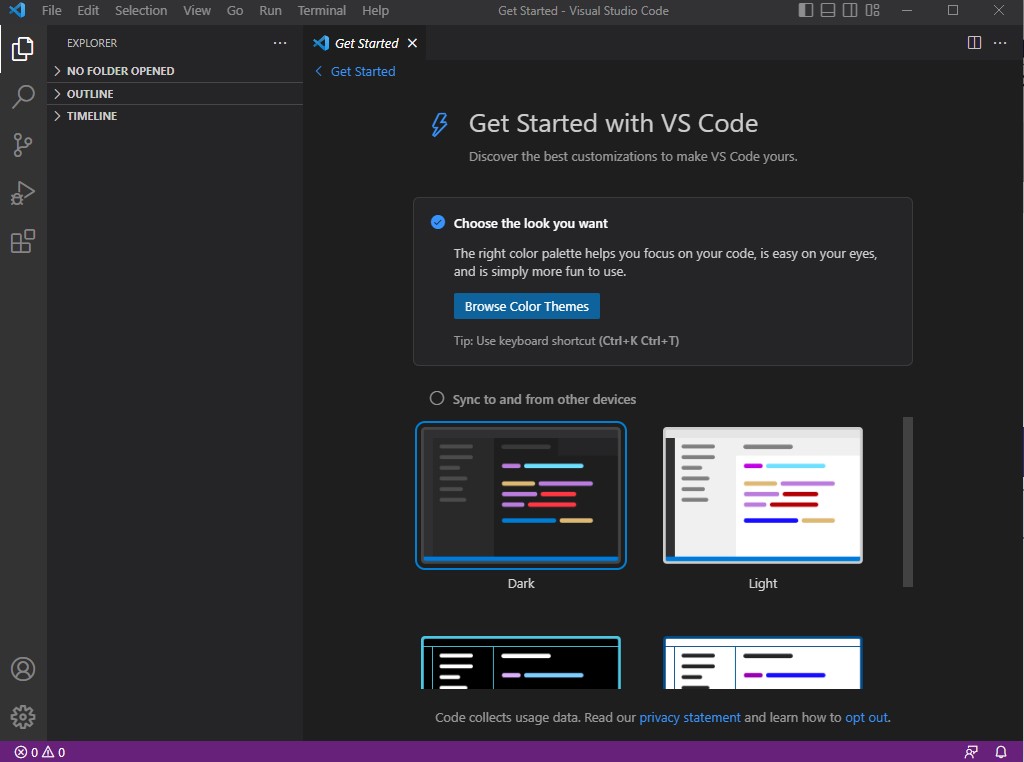 File Edit Selection View Go Run Terminal Help Get Started - Visual Studio Code
EXPLORER
NO FOLDER OPENED
OUTLINE
TIMELINE
Get Started
Get Started
Get Started with VS Code
Discover the best customizations to make VS Code yours.
Choose the look you want
The right color palette helps you focus on your code, is easy on your eyes,
and is simply more fun to use.
Browse Color Themes
Tip: Use keyboard shortcut (Ctrl+K Ctrl+T)
Sync to and from other devices
Dark Light
Code collects usage data. Read our privacy statement and learn how to opt out.
0 0